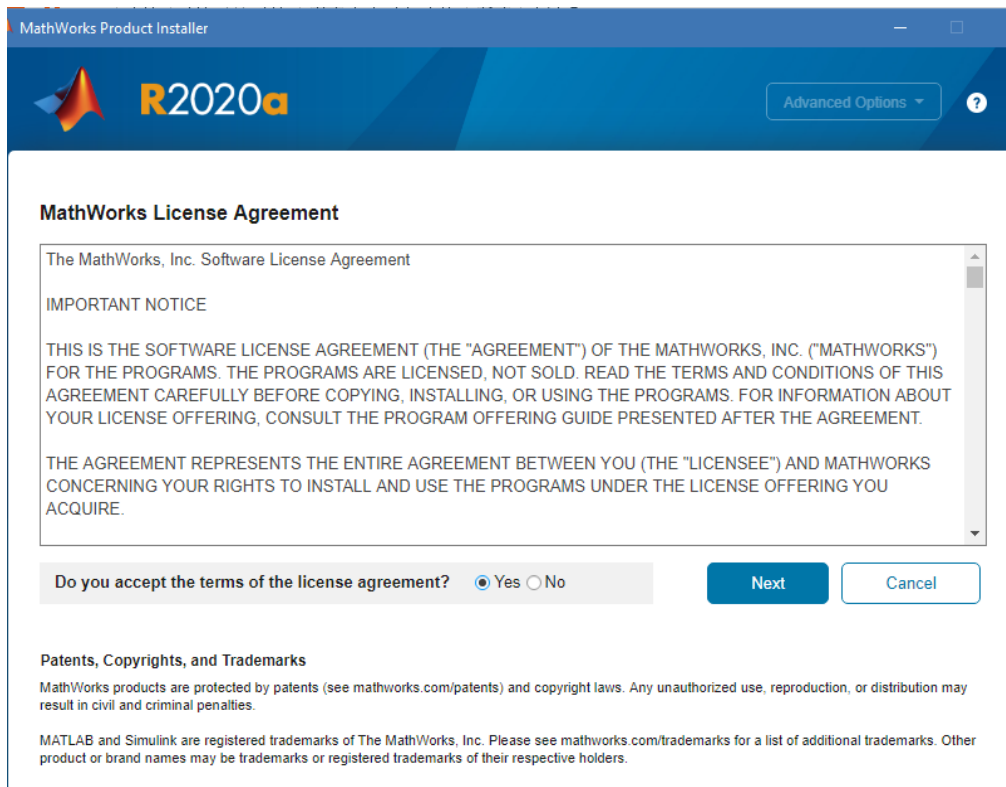 MathWorks Product Installer
R2020a
Advanced Options
?
MathWorks License Agreement
The MathWorks, Inc. Software License Agreement
IMPORTANT NOTICE
THIS IS THE SOFTWARE LICENSE AGREEMENT (THE "AGREEMENT") OF THE MATHWORKS, INC. ("MATHWORKS")
FOR THE PROGRAMS. THE PROGRAMS ARE LICENSED, NOT SOLD. READ THE TERMS AND CONDITIONS OF THIS
AGREEMENT CAREFULLY BEFORE COPYING, INSTALLING, OR USING THE PROGRAMS. FOR INFORMATION ABOUT
YOUR LICENSE OFFERING, CONSULT THE PROGRAM OFFERING GUIDE PRESENTED AFTER THE AGREEMENT.
THE AGREEMENT REPRESENTS THE ENTIRE AGREEMENT BETWEEN YOU (THE "LICENSEE") AND MATHWORKS
CONCERNING YOUR RIGHTS TO INSTALL AND USE THE PROGRAMS UNDER THE LICENSE OFFERING YOU
ACQUIRE.
Do you accept the terms of the license agreement? Yes No
Next
Cancel
Patents, Copyrights, and Trademarks
MathWorks products are protected by patents (see mathworks.com/patents) and copyright laws. Any unauthorized use, reproduction, or distribution may
result in civil and criminal penalties.
MATLAB and Simulink are registered trademarks of The MathWorks, Inc. Please see mathworks.com/trademarks for a list of additional trademarks. Other
product or brand names may be trademarks or registered trademarks of their respective holders.